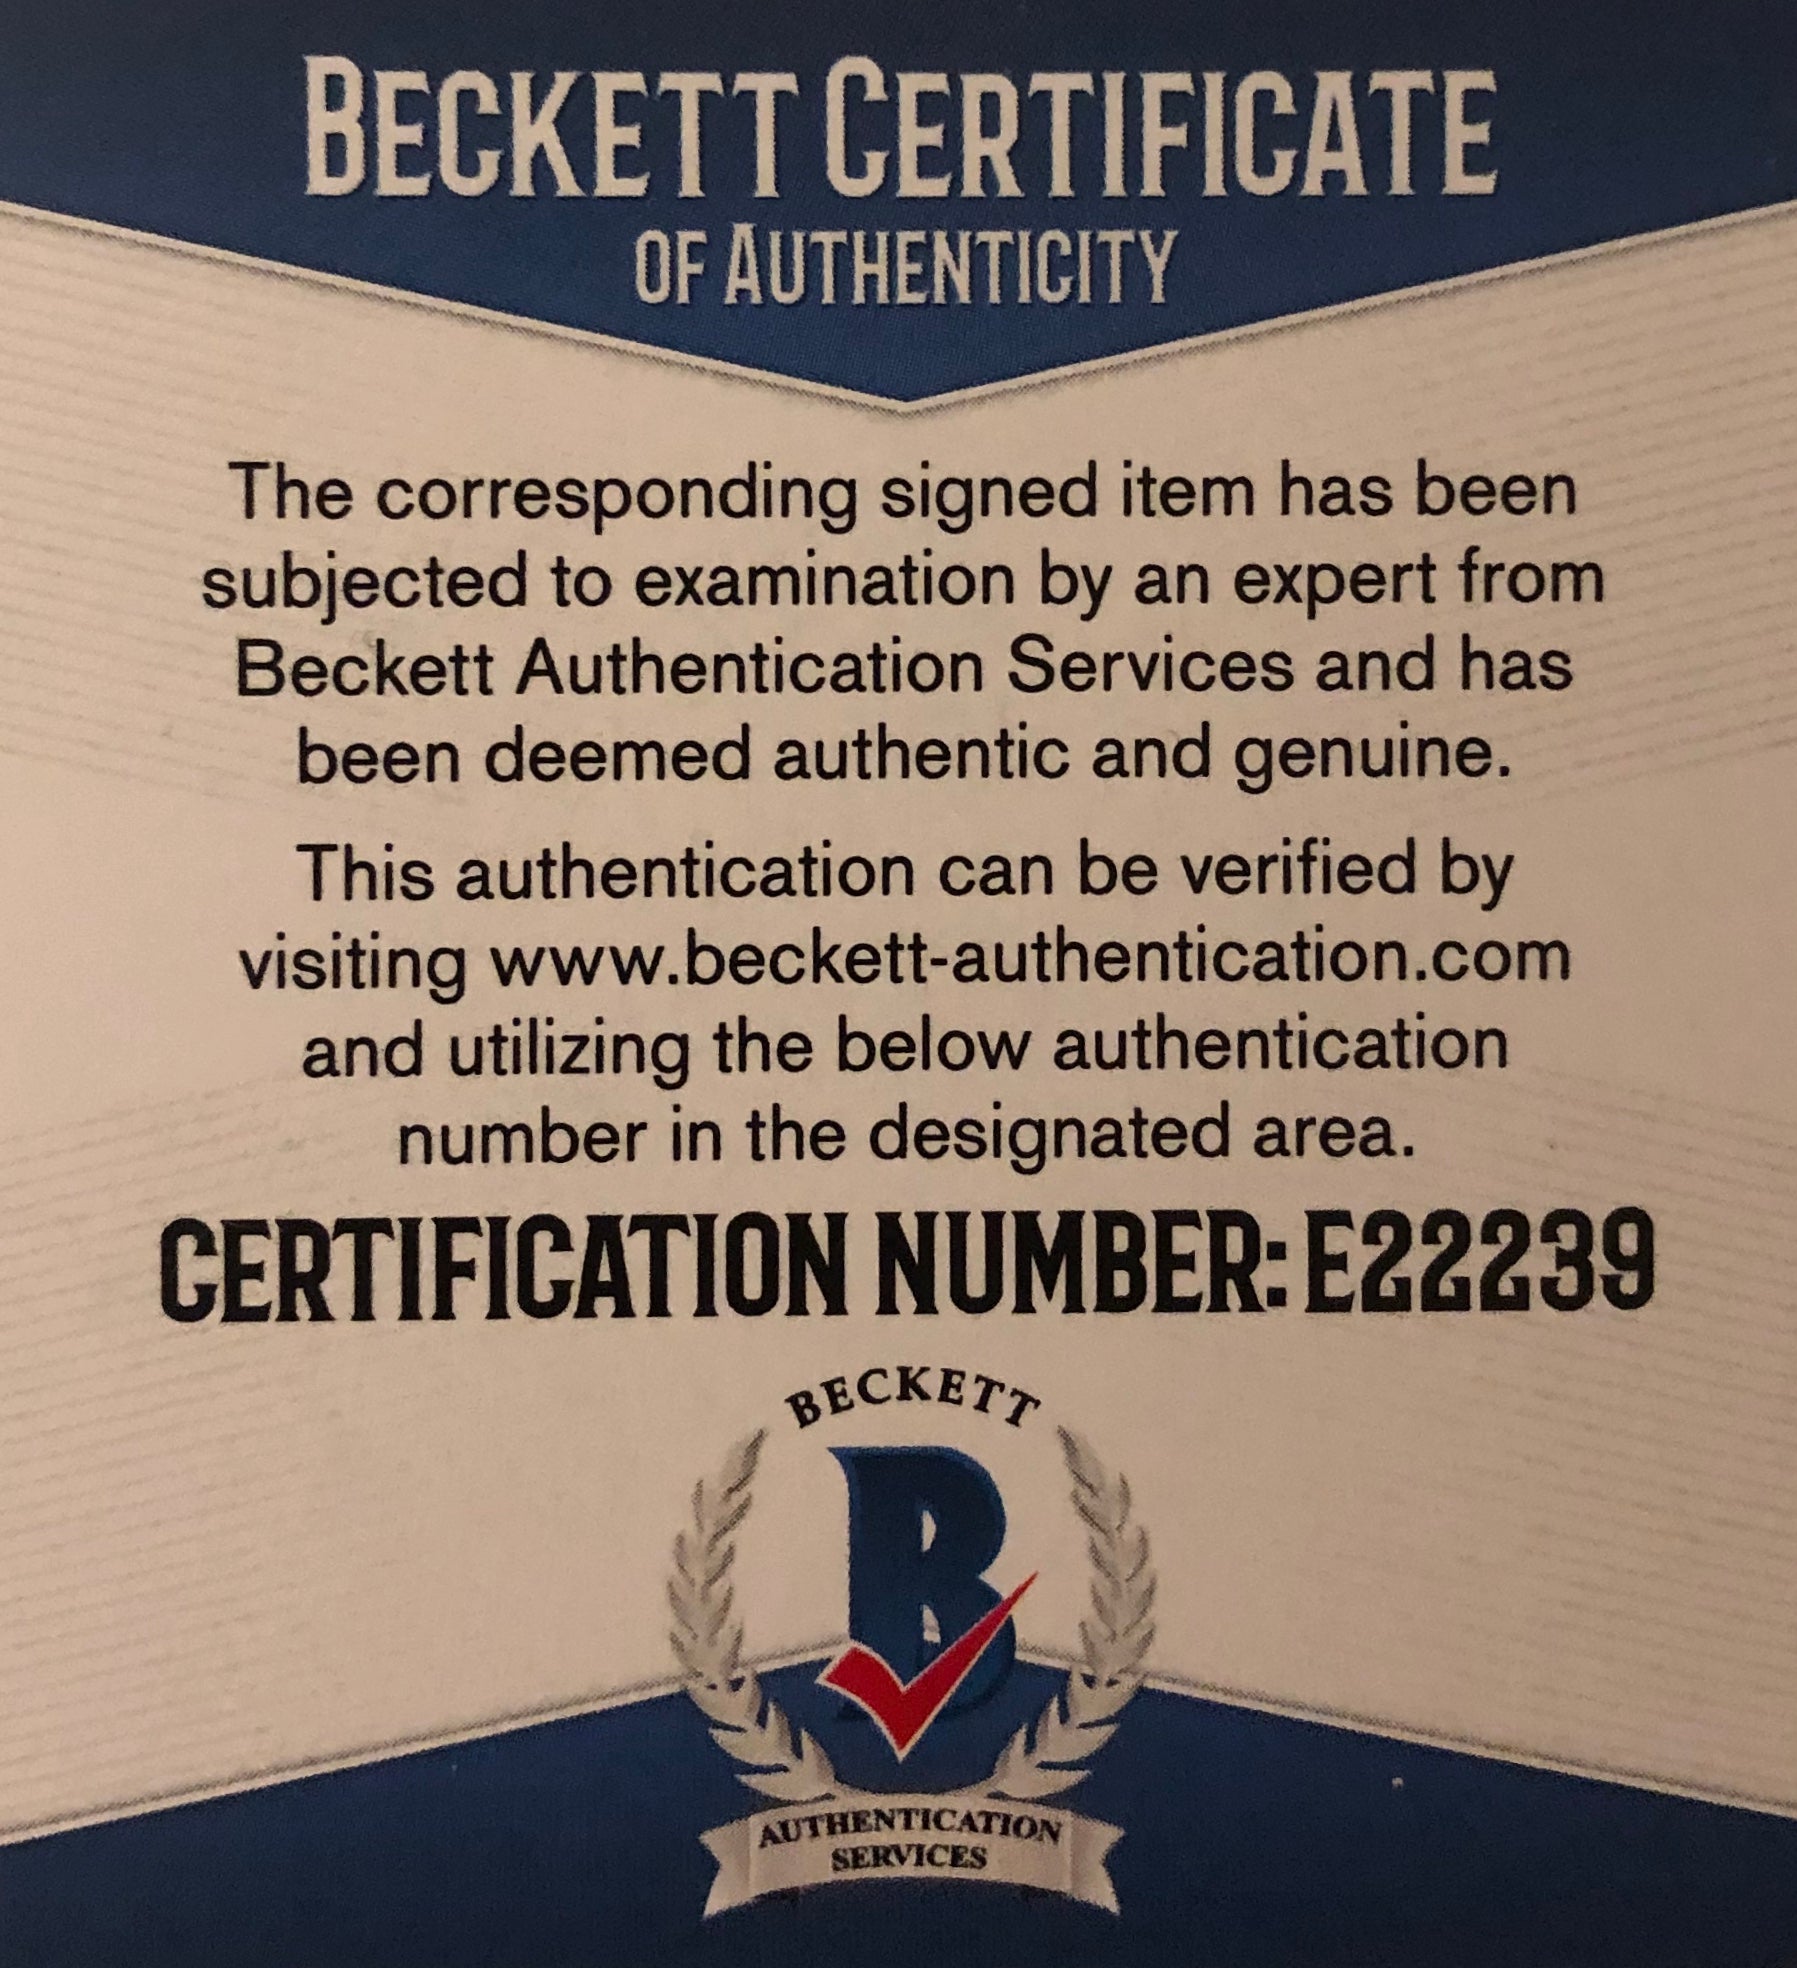 BECKETT CERTIFICATE
OF AUTHENTICITY
The corresponding signed item has been
subjected to examination by an expert from
Beckett Authentication Services and has
been deemed authentic and genuine.
This authentication can be verified by
visiting www.beckett-authentication.com
and utilizing the below authentication
number in the designated area.
CERTIFICATION NUMBER: E22239
BECKETT
B
AUTHENTICATION
SERVICES